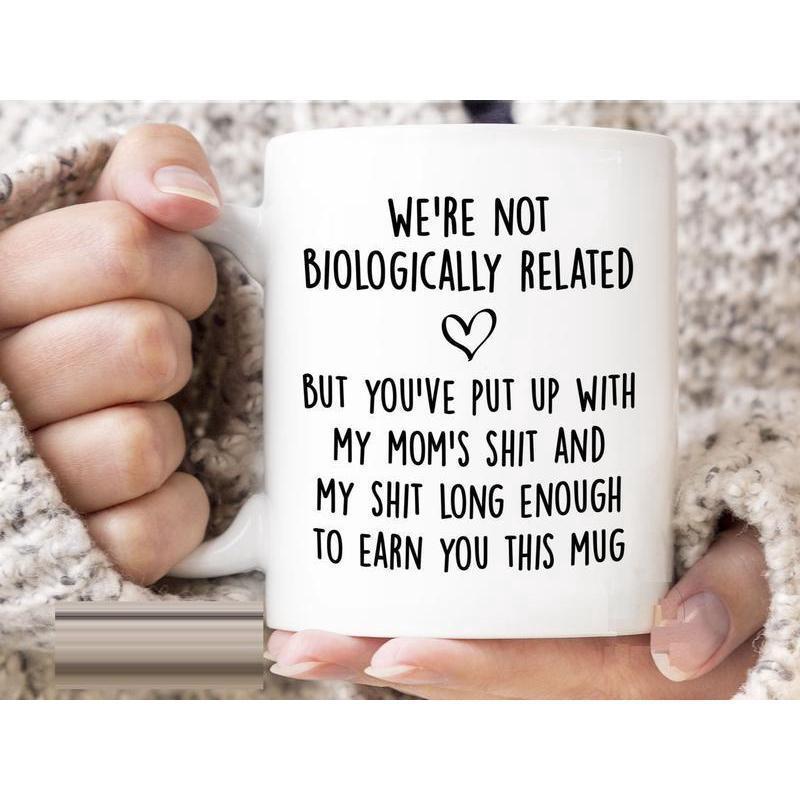 WE'RE NOT
BIOLOGICALLY RELATED
BUT YOU'VE PUT UP WITH
MY MOM'S SHIT AND
MY SHIT LONG ENOUGH
TO EARN YOU THIS MUG